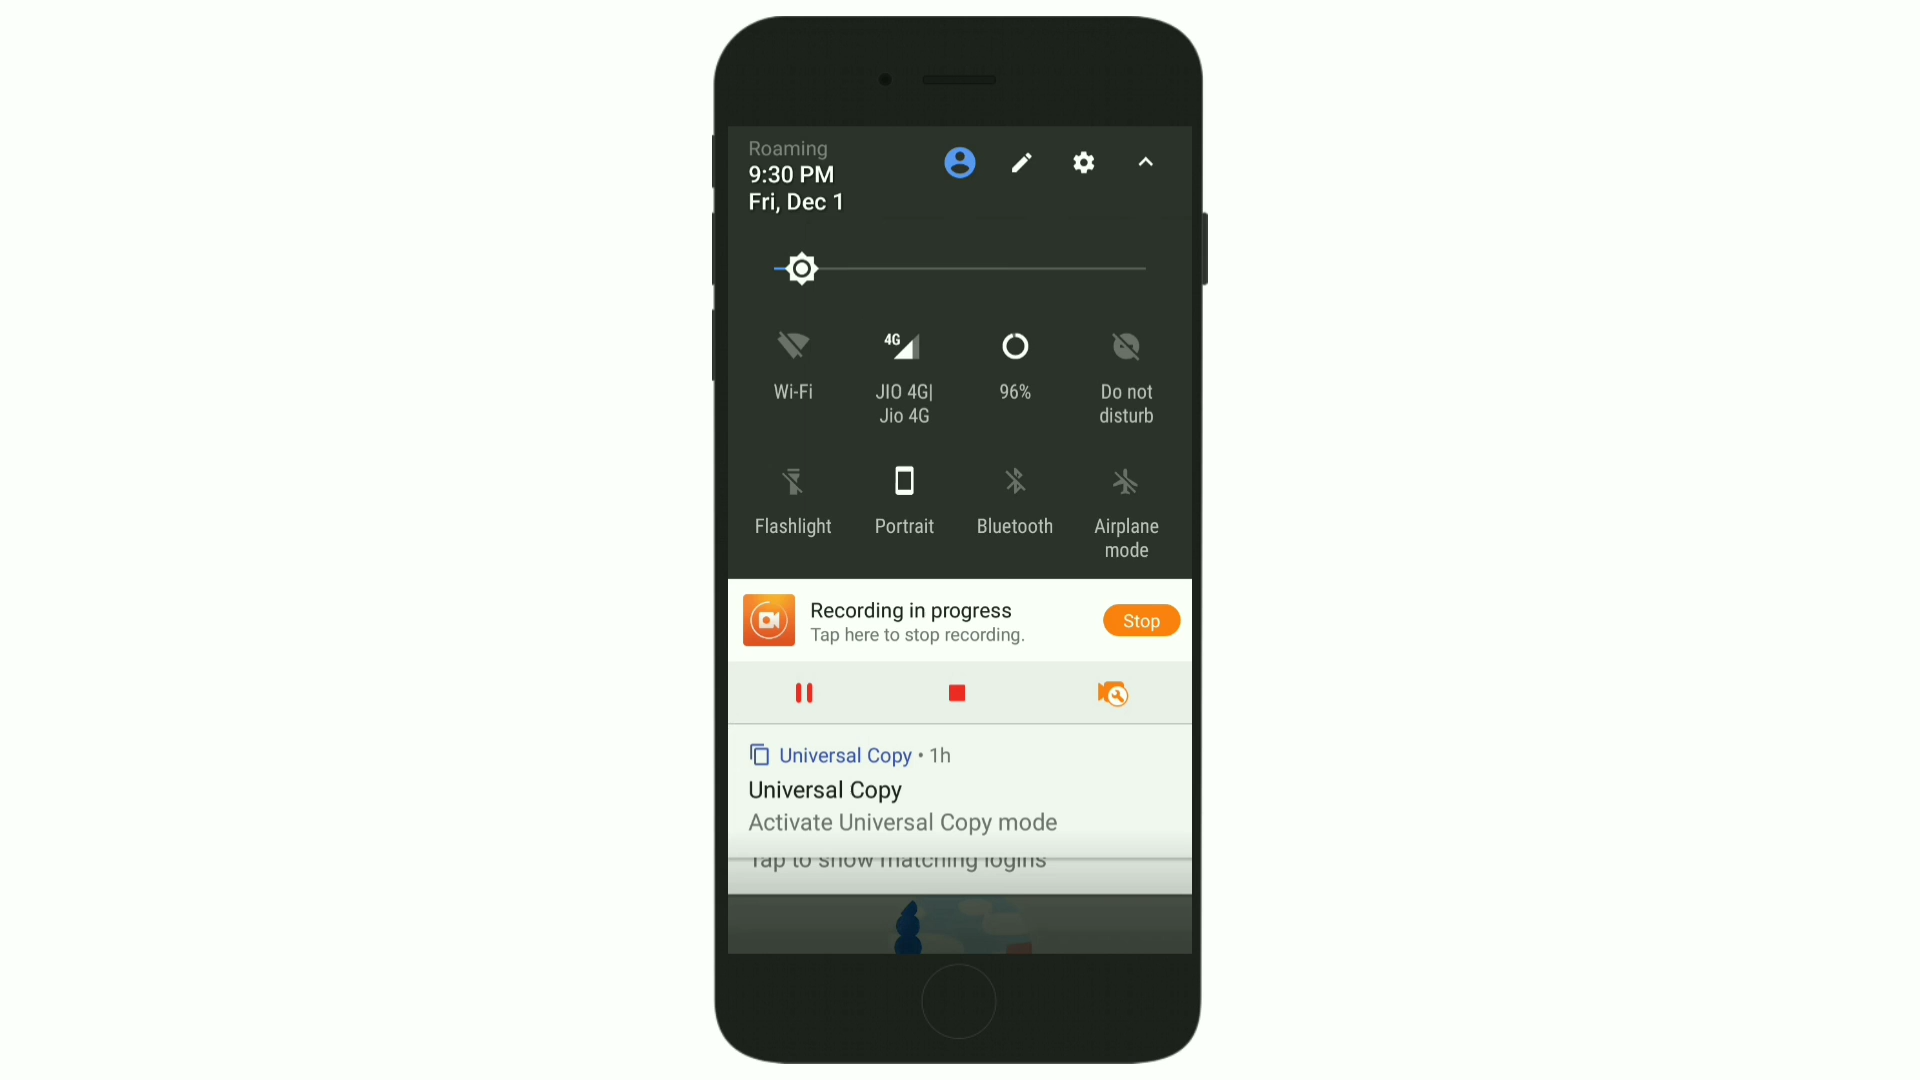 Roaming
9:30 PM
Fri, Dec 1
4G
Wi-Fi
JIO 4G|
Jio 4G
96%
Do not
disturb
Flashlight
Portrait
Bluetooth
Airplane
mode
Recording in progress
Tap here to stop recording.
Stop
Universal Copy • 1h
Universal Copy
Activate Universal Copy mode
Tap to show matching logins